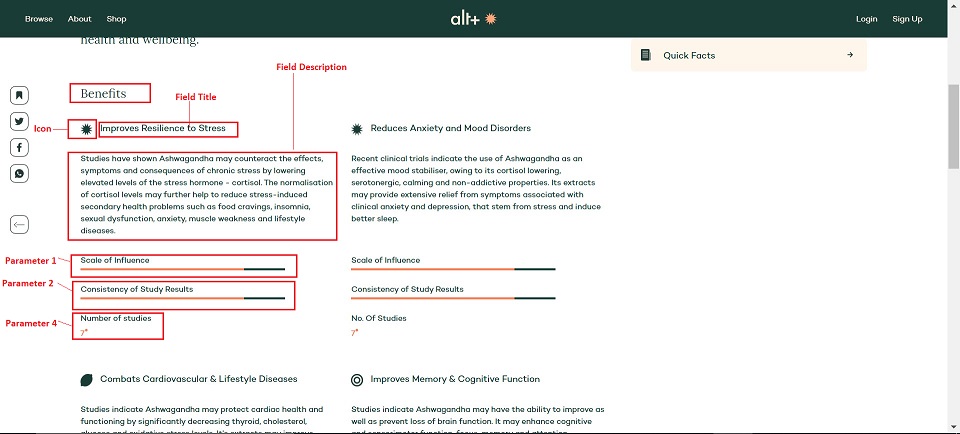 Browse About Shop
alt+
Login Sign Up
health and wellbeing.
Quick Facts
Field Description
Benefits
Field Title
Icon
Improves Resilience to Stress
Reduces Anxiety and Mood Disorders
Studies have shown Ashwagandha may counteract the effects,
symptoms and consequences of chronic stress by lowering
elevated levels of the stress hormone - cortisol. The normalisation
of cortisol levels may further help to reduce stress-induced
secondary health problems such as food cravings, insomnia,
sexual dysfunction, anxiety, muscle weakness and lifestyle
diseases.
Recent clinical trials indicate the use of Ashwagandha as an
effective mood stabiliser, owing to its cortisol lowering,
serotonergic, calming and non-addictive properties. Its extracts
may provide extensive relief from symptoms associated with
clinical anxiety and depression, that stem from stress and induce
better sleep.
Parameter 1
Scale of Influence
Scale of Influence
Parameter 2
Consistency of Study Results
Consistency of Study Results
Parameter 4
Number of studies
7*
No. Of Studies
7*
Combats Cardiovascular & Lifestyle Diseases
Improves Memory & Cognitive Function
Studies indicate Ashwagandha may protect cardiac health and
functioning by significantly decreasing thyroid, cholesterol,
Studies indicate Ashwagandha may have the ability to improve as
well as prevent loss of brain function. It may enhance cognitive